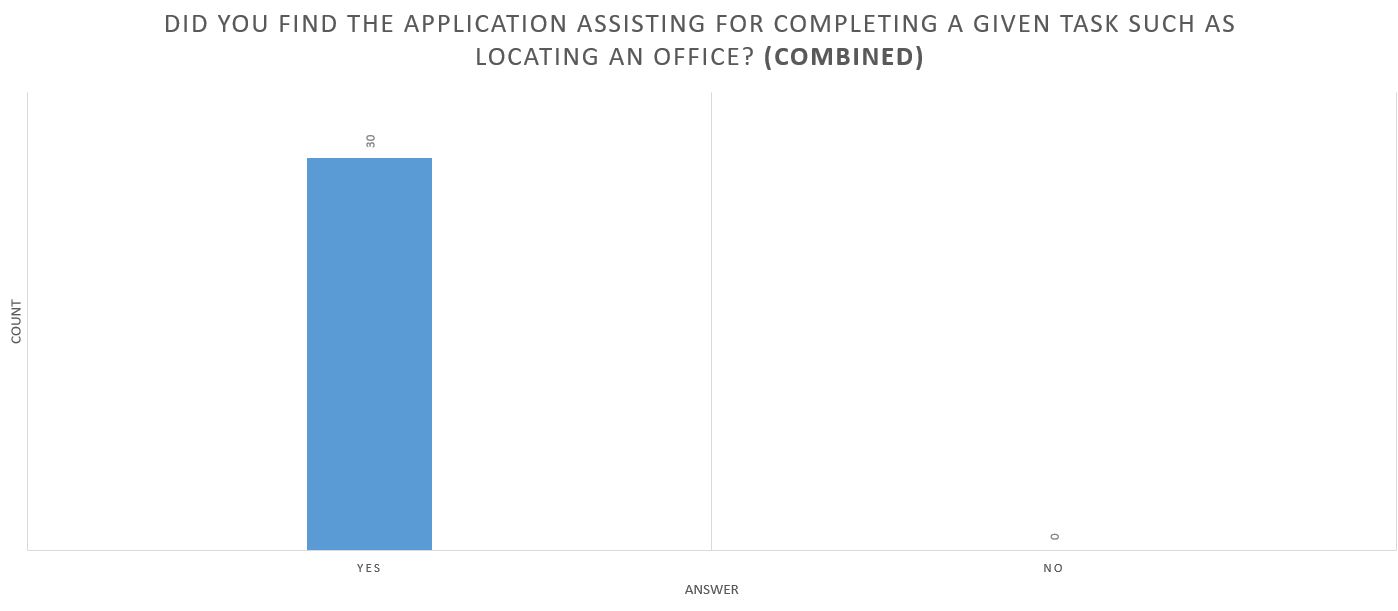 DID YOU FIND THE APPLICATION ASSISTING FOR COMPLETING A GIVEN TASK SUCH AS
LOCATING AN OFFICE? (COMBINED)
30
0
COUNT
YES
NO
ANSWER